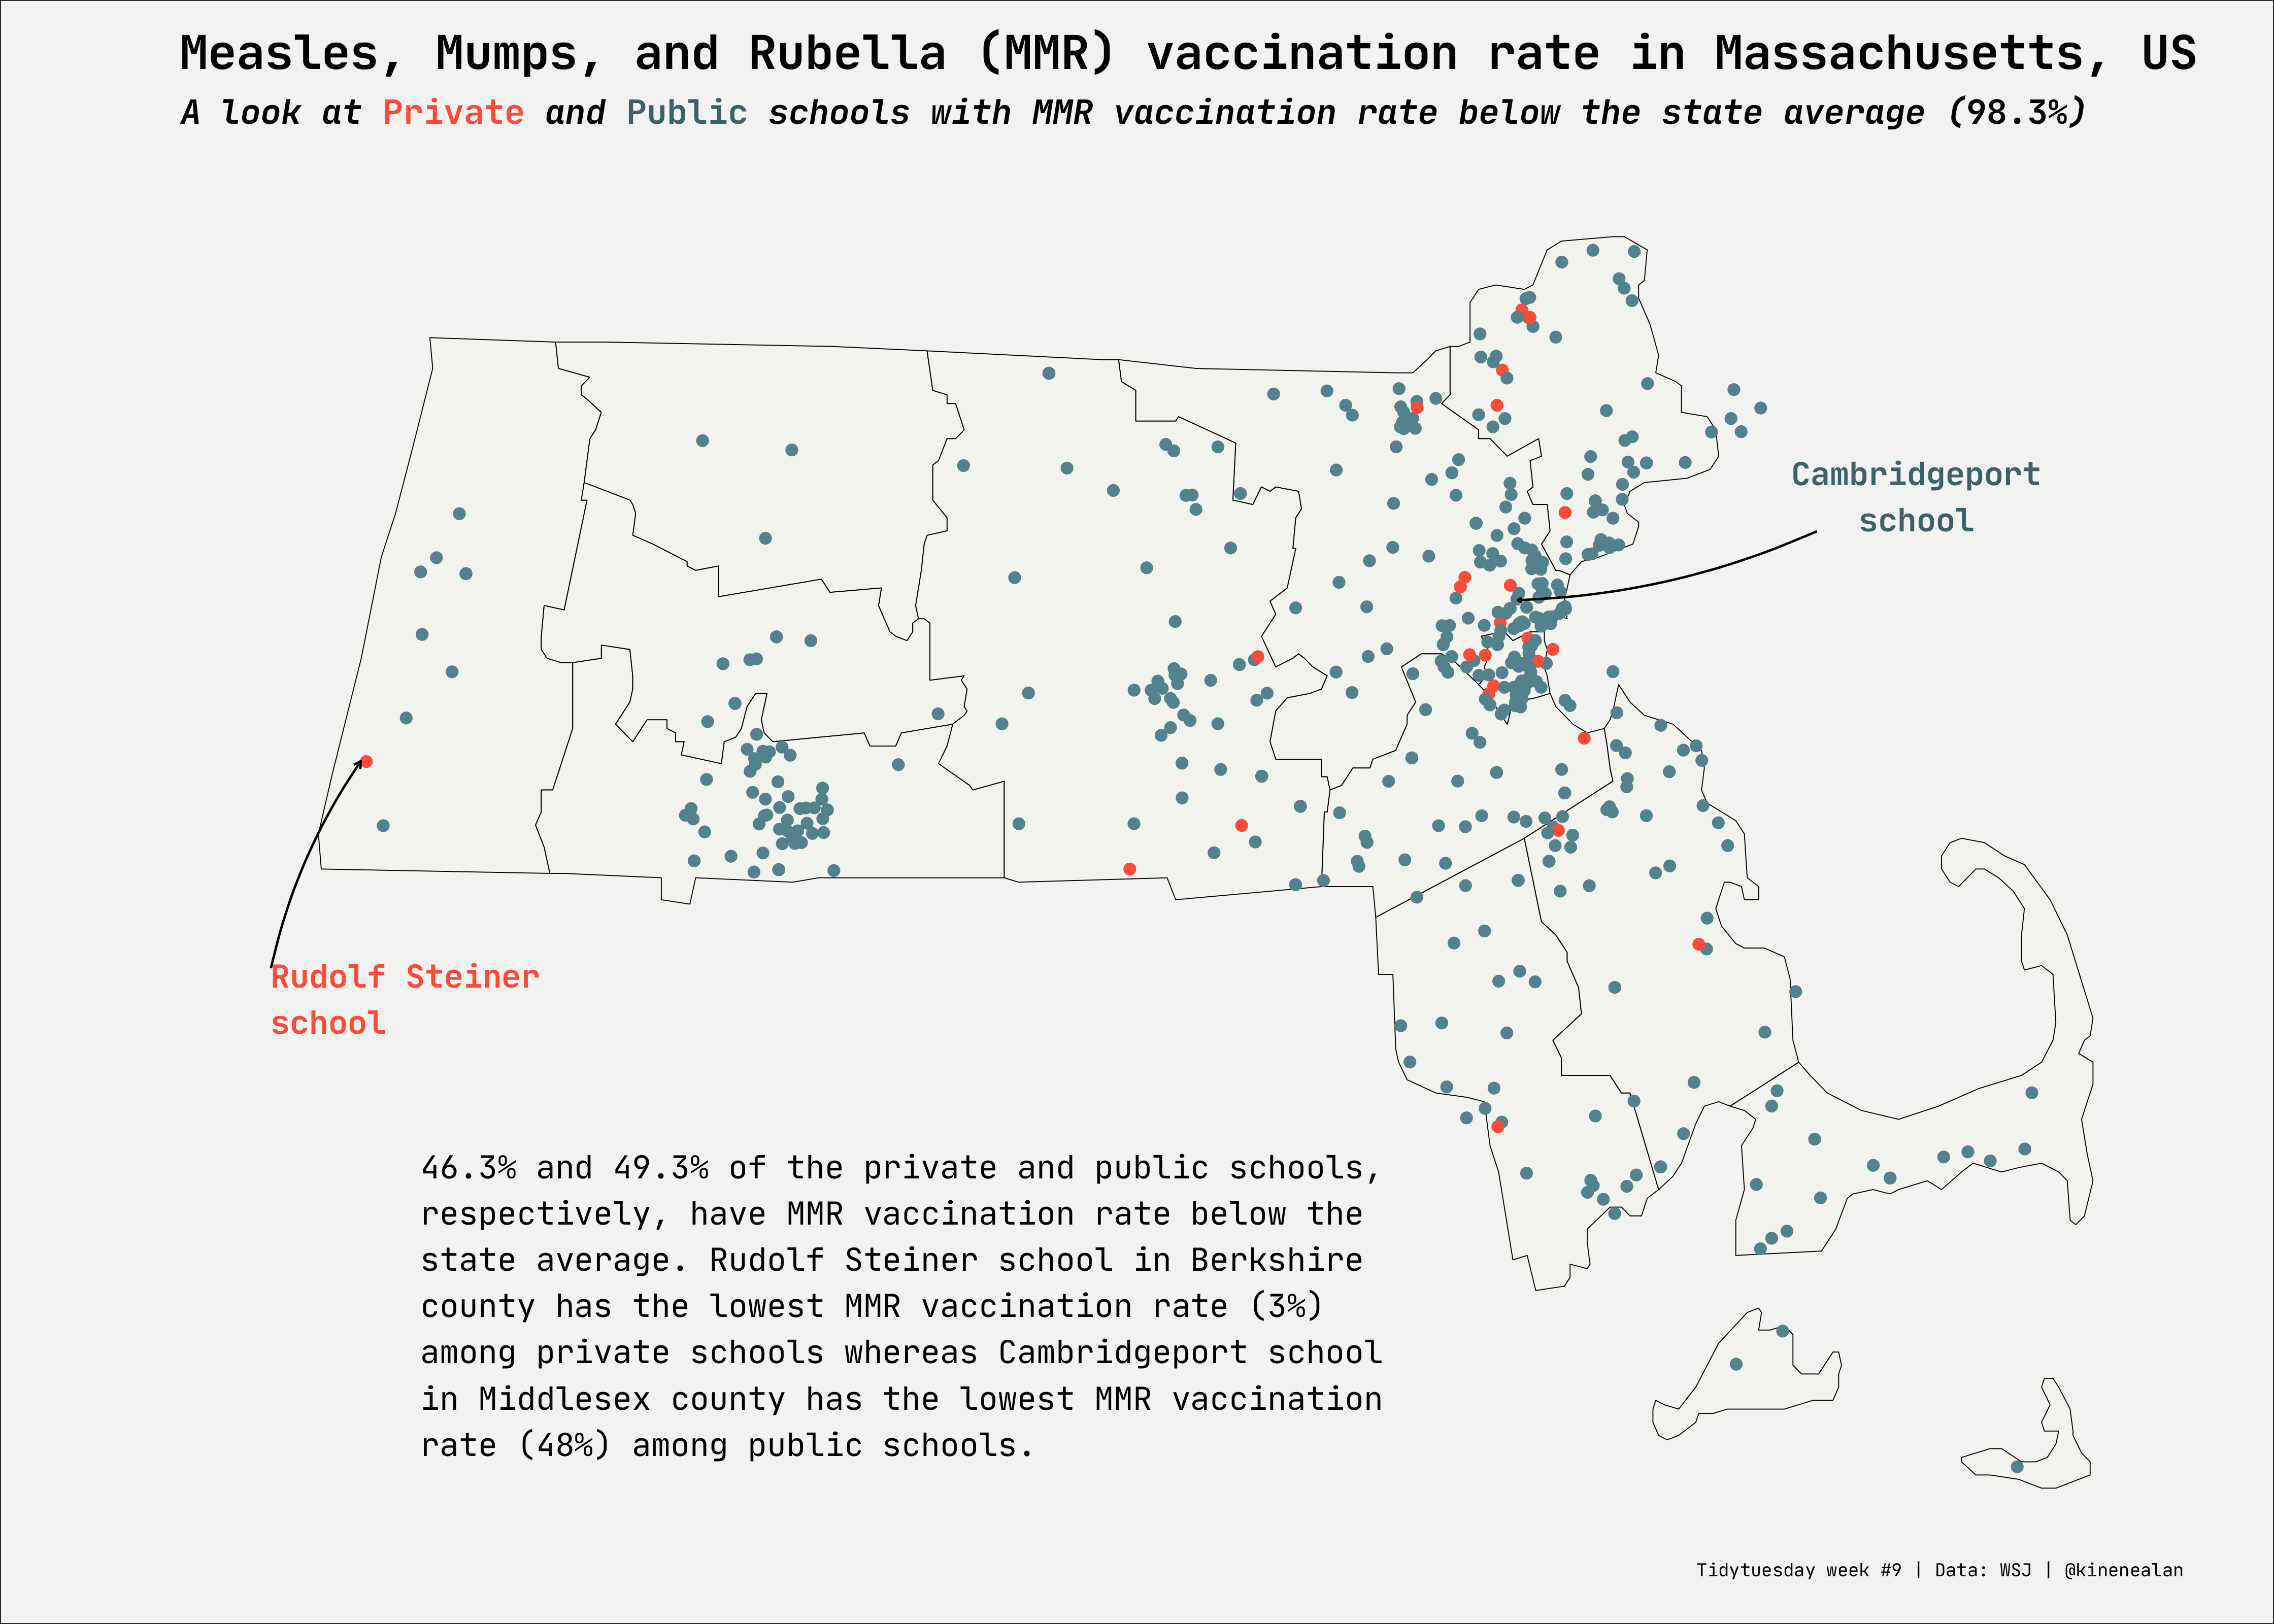 Measles, Mumps, and Rubella (MMR) vaccination rate in Massachusetts, US
A look at Private and Public schools with MMR vaccination rate below the state average (98.3%)
Cambridgeport
school
Rudolf Steiner
school
46.3% and 49.3% of the private and public schools,
respectively, have MMR vaccination rate below the
state average. Rudolf Steiner school in Berkshire
county has the lowest MMR vaccination rate (3%)
among private schools whereas Cambridgeport school
in Middlesex county has the lowest MMR vaccination
rate (48%) among public schools.
Tidytuesday week #9 | Data: WSJ | @kinenealan